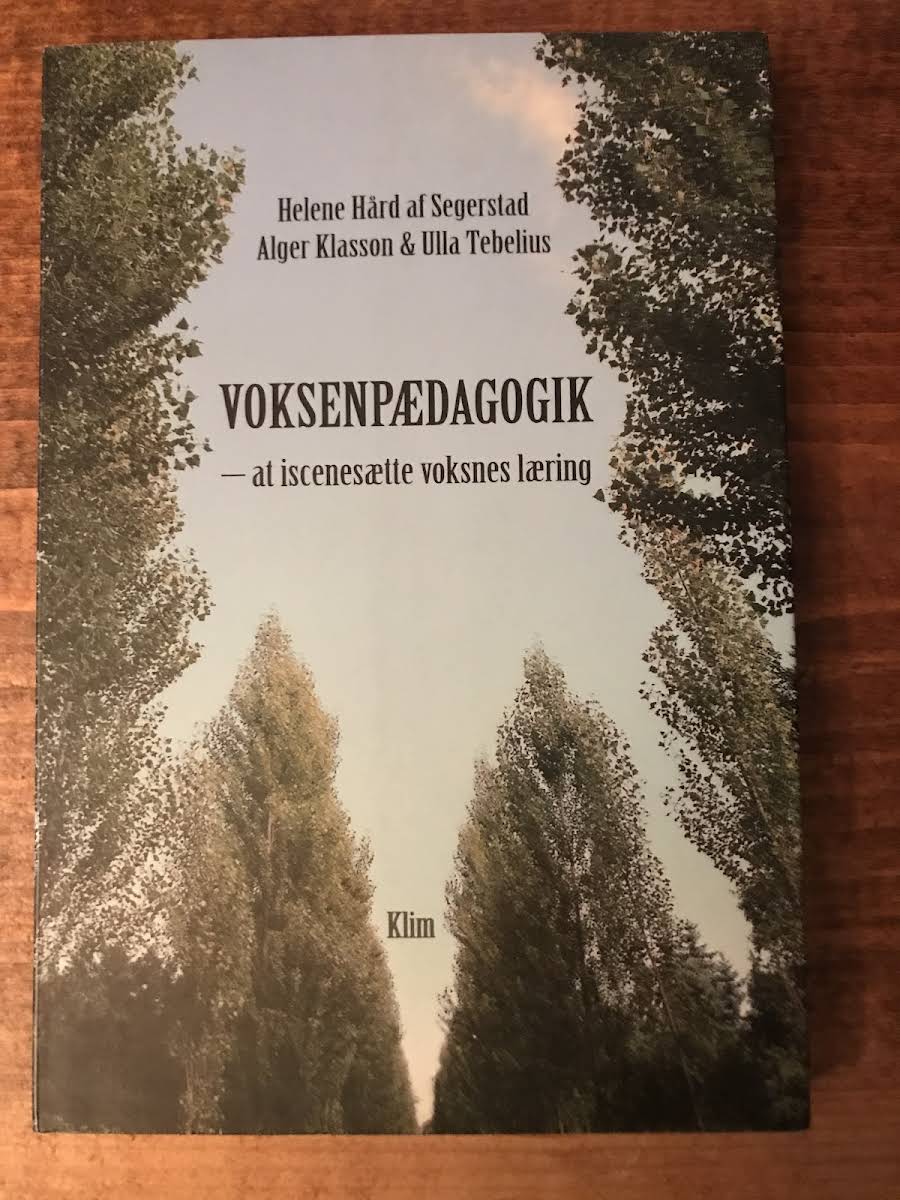 Helene Hård af Segerstad
Alger Klasson & Ulla Tebelius
VOKSENPÆDAGOGIK
– at iscenesætte voksnes læring
Klim